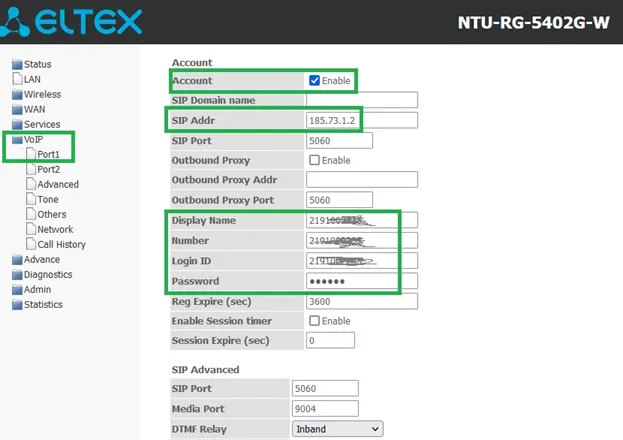 ELTEX
NTU-RG-5402G-W
Status
LAN
Wireless
WAN
Services
VoIP
Port1
Port2
Advanced
Tone
Others
Network
Call History
Advance
Diagnostics
Admin
Statistics
Account
Account Enable
SIP Domain name
SIP Addr 185.73.1.2
SIP Port 5060
Outbound Proxy Enable
Outbound Proxy Addr
Outbound Proxy Port 5060
Display Name
Number
Login ID
Password ••••••
Reg Expire (sec) 3600
Enable Session timer Enable
Session Expire (sec) 0
SIP Advanced
SIP Port 5060
Media Port 9004
DTMF Relay Inband